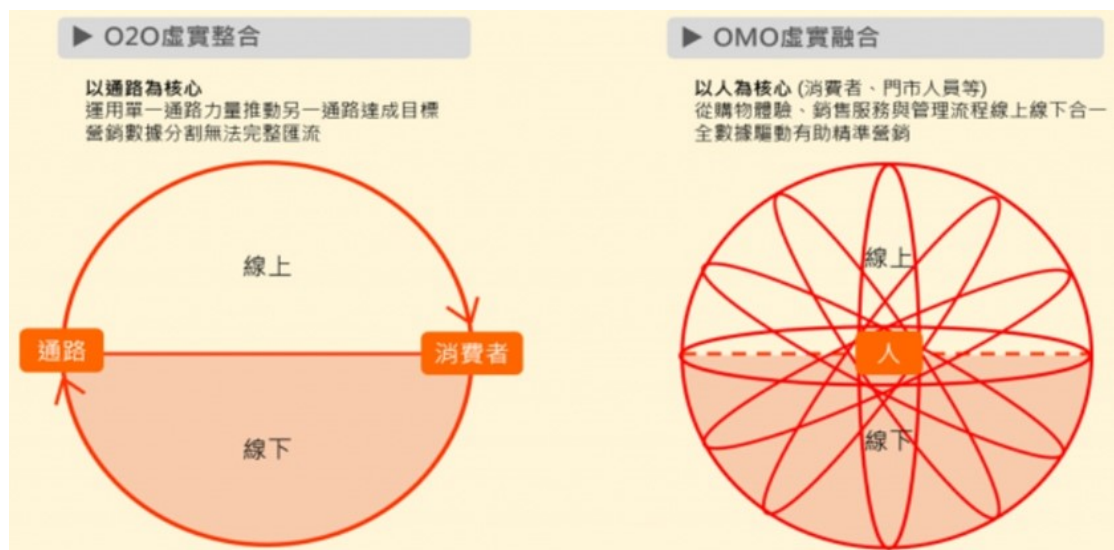 ▶ O2O虛實整合
以通路為核心
運用單一通路力量推動另一通路達成目標
營銷數據分割無法完整匯流
線上
通路
消費者
線下
▶ OMO虛實融合
以人為核心 (消費者、門市人員等)
從購物體驗、銷售服務與管理流程線上線下合一
全數據驅動有助精準營銷
線上
人
線下